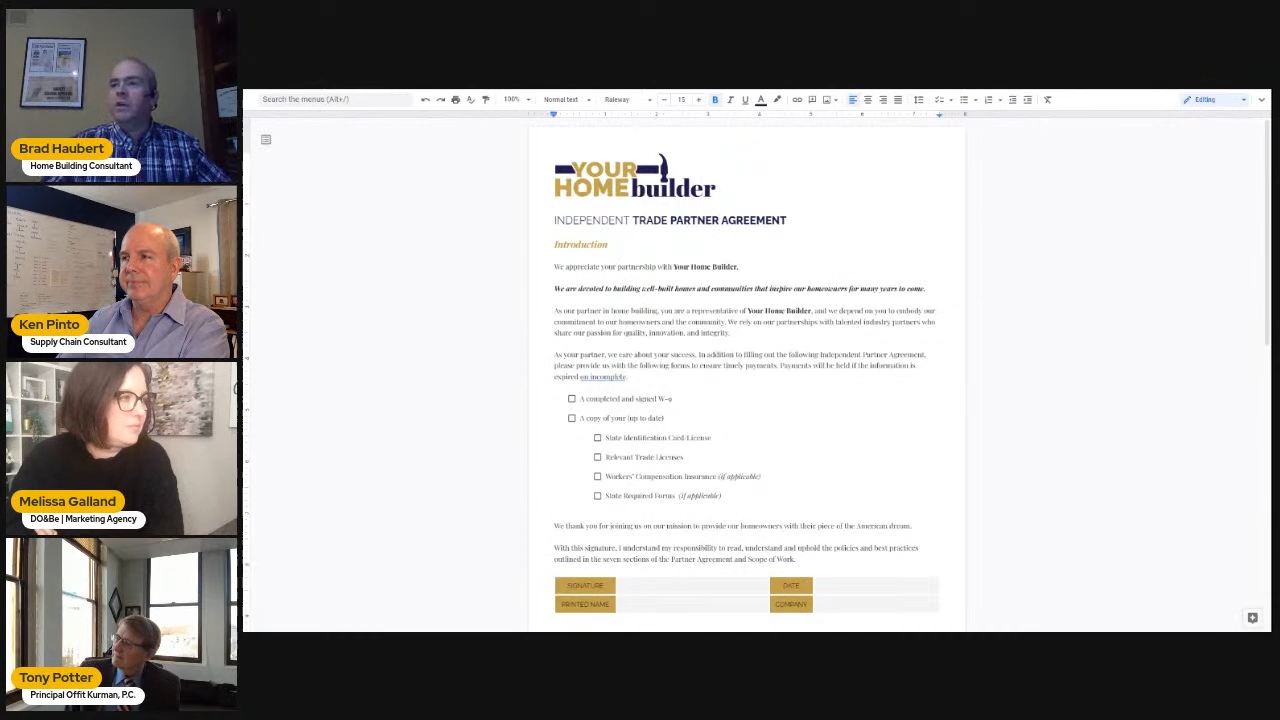 Brad Haubert
Home Building Consultant
Ken Pinto
Supply Chain Consultant
Melissa Galland
DO&Be | Marketing Agency
Tony Potter
Principal Offit Kurman, P.C.
Search the menus (Alt+/)
100%
Normal text
Raleway
15
Editing
YOUR
HOMEbuilder
INDEPENDENT TRADE PARTNER AGREEMENT
Introduction
We appreciate your partnership with Your Home Builder.
We are devoted to building well-built homes and communities that inspire our homeowners for many years to come.
As our partner in home building, you are a representative of Your Home Builder, and we depend on you to embody our
commitment to our homeowners and the community. We rely on our partnerships with talented industry partners who
share our passion for quality, innovation, and integrity.
As your partner, we care about your success. In addition to filling out the following Independent Partner Agreement,
please provide us with the following forms to ensure timely payments. Payments will be held if the information is
expired on incomplete.
A completed and signed W-9
A copy of your (up to date)
State Identification Card/License
Relevant Trade Licenses
Workers' Compensation Insurance (if applicable)
State Required Forms (if applicable)
We thank you for joining us on our mission to provide our homeowners with their piece of the American dream.
With this signature, I understand my responsibility to read, understand and uphold the policies and best practices
outlined in the seven sections of the Partner Agreement and Scope of Work.
SIGNATURE DATE
PRINTED NAME COMPANY